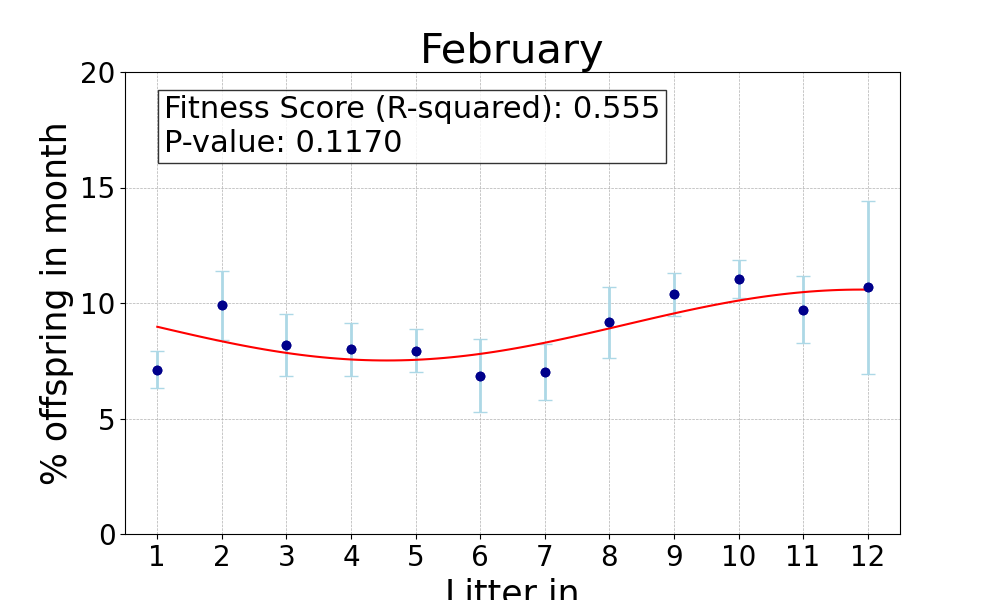 February
Fitness Score (R-squared): 0.555
P-value: 0.1170
% offspring in month
20
15
10
5
0
1 2 3 4 5 6 7 8 9 10 11 12
Litter in